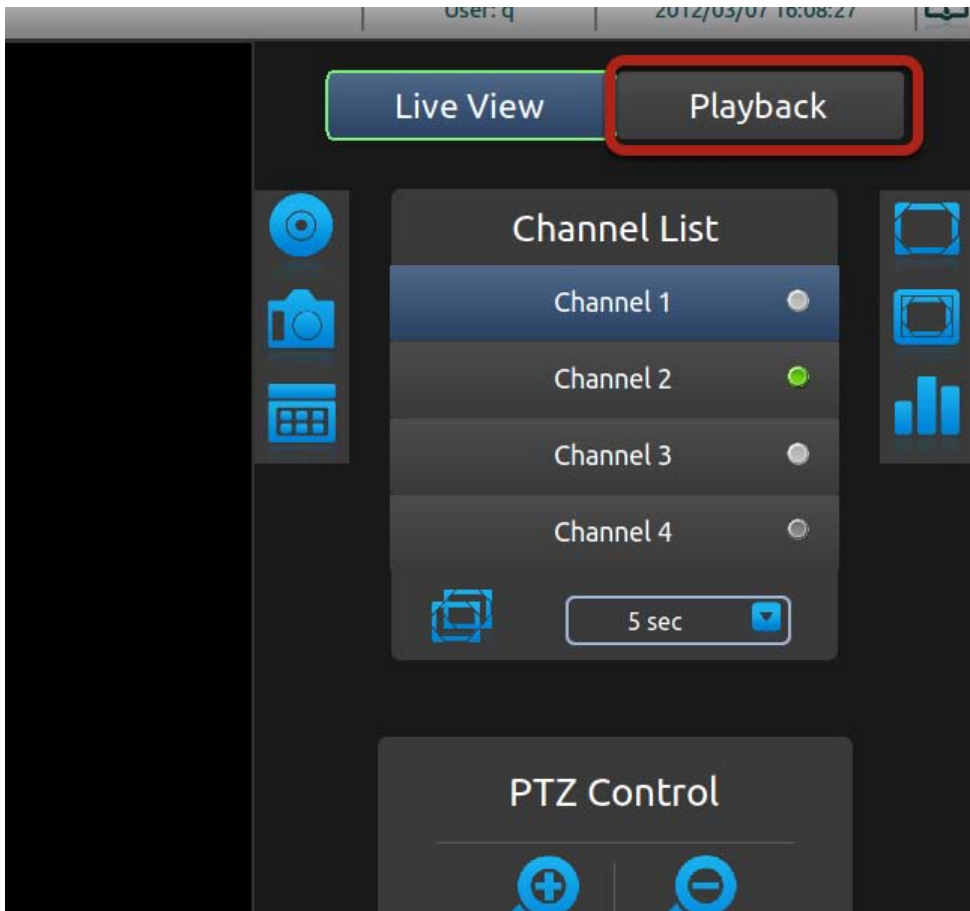 User: q 2012/03/07 16:08:27
Live View Playback
Channel List
Channel 1
Channel 2
Channel 3
Channel 4
5 sec
PTZ Control